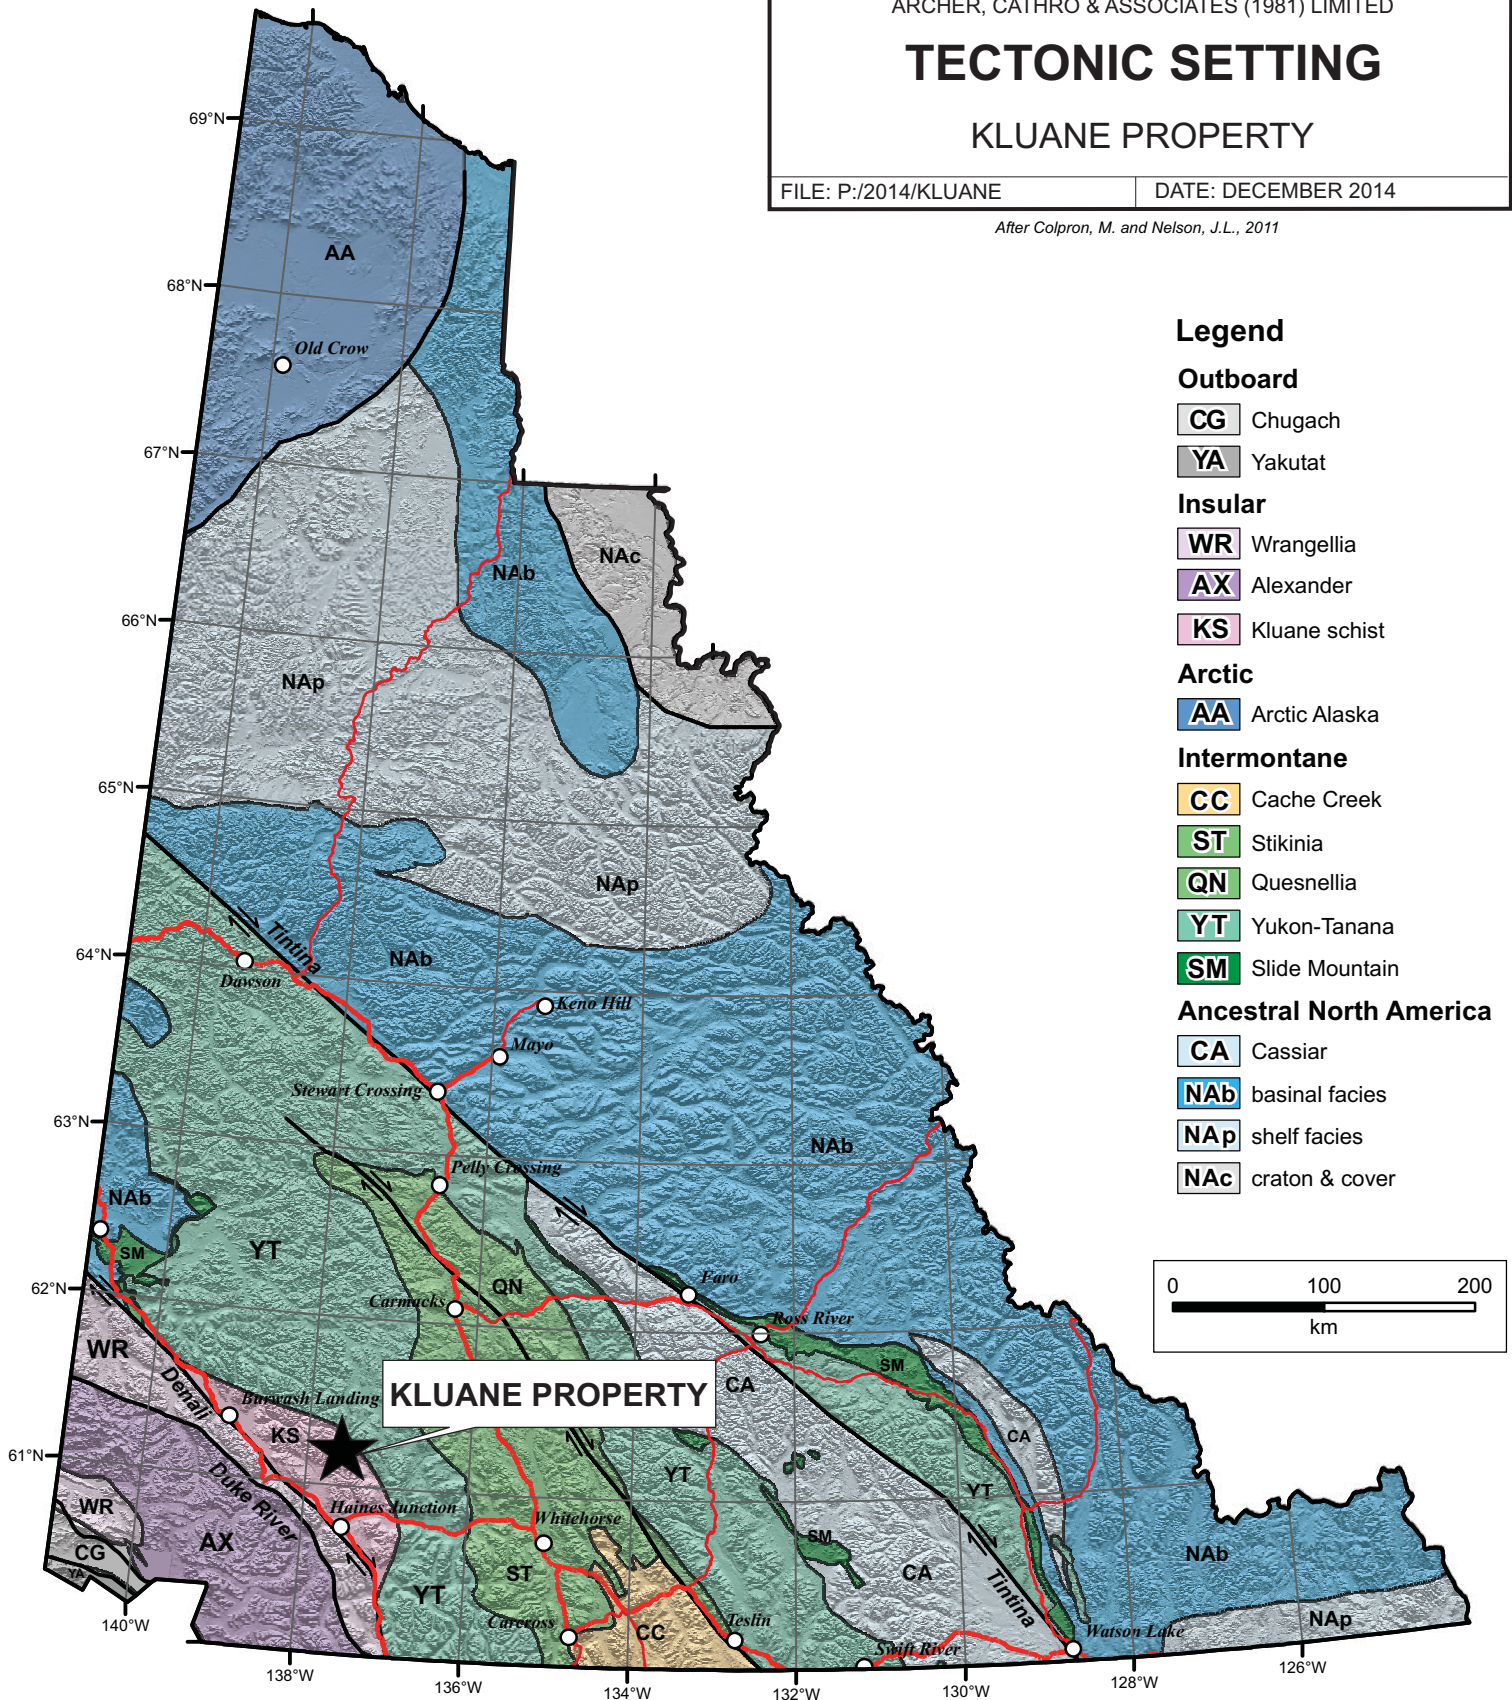 ARCHER, CATHRO & ASSOCIATES (1981) LIMITED
TECTONIC SETTING
KLUANE PROPERTY
FILE: P:/2014/KLUANE
DATE: DECEMBER 2014
After Colpron, M. and Nelson, J.L., 2011
Legend
Outboard
CG Chugach
YA Yakutat
Insular
WR Wrangellia
AX Alexander
KS Kluane schist
Arctic
AA Arctic Alaska
Intermontane
CC Cache Creek
ST Stikinia
QN Quesnellia
YT Yukon-Tanana
SM Slide Mountain
Ancestral North America
CA Cassiar
NAb basinal facies
NAp shelf facies
NAc craton & cover
0 100 200
km
69°N
AA
68°N
Old Crow
67°N
NAc
NAb
66°N
NAp
65°N
NAp
Tintina
64°N
NAb
Dawson
Keno Hill
Mayo
Stewart Crossing
63°N
NAb
Pelly Crossing
NAb
YT
SM
62°N
QN
Faro
Carmacks
Ross River
WR
SM
Denali
Burwash Landing
KLUANE PROPERTY
CA
KS
CA
61°N
Duke River
YT
YT
WR
Haines Junction
Whitehorse
SM
AX
CG
YA
NAb
ST
CA
YT
Tintina
140°W
Carcross
CC
Teslin
Swift River
Watson Lake
NAp
138°W
136°W
134°W
132°W
130°W
128°W
126°W